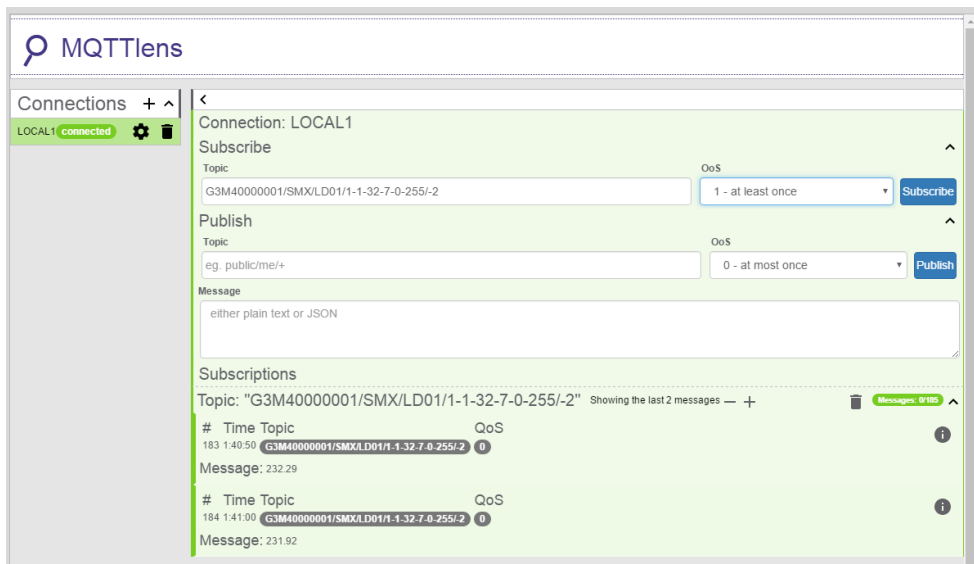 MQTTlens
Connections + ^
LOCAL1 connected
<
Connection: LOCAL1
Subscribe
Topic QoS
G3M40000001/SMX/LD01/1-1-32-7-0-255/-2 1 - at least once Subscribe
Publish
Topic QoS
eg. public/me/+ 0 - at most once Publish
Message
either plain text or JSON
Subscriptions
Topic: "G3M40000001/SMX/LD01/1-1-32-7-0-255/-2" Showing the last 2 messages — + Messages: 0/185
# Time Topic QoS
183 1:40:50 G3M40000001/SMX/LD01/1-1-32-7-0-255/-2 0
Message: 232.29
# Time Topic QoS
184 1:41:00 G3M40000001/SMX/LD01/1-1-32-7-0-255/-2 0
Message: 231.92